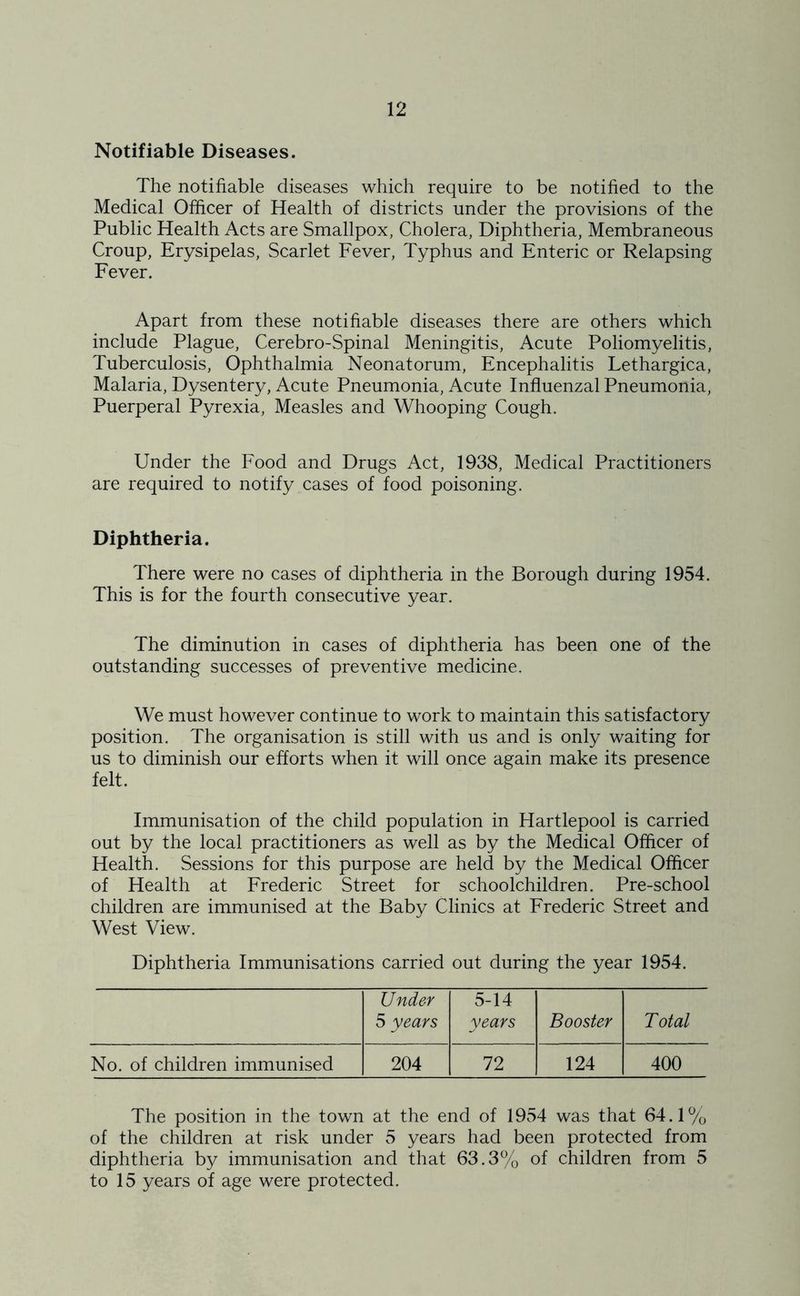 12
Notifiable Diseases.
The notifiable diseases which require to be notified to the
Medical Officer of Health of districts under the provisions of the
Public Health Acts are Smallpox, Cholera, Diphtheria, Membraneous
Croup, Erysipelas, Scarlet Fever, Typhus and Enteric or Relapsing
Fever.
Apart from these notifiable diseases there are others which
include Plague, Cerebro-Spinal Meningitis, Acute Poliomyelitis,
Tuberculosis, Ophthalmia Neonatorum, Encephalitis Lethargica,
Malaria, Dysentery, Acute Pneumonia, Acute Influenzal Pneumonia,
Puerperal Pyrexia, Measles and Whooping Cough.
Under the Food and Drugs Act, 1938, Medical Practitioners
are required to notify cases of food poisoning.
Diphtheria.
There were no cases of diphtheria in the Borough during 1954.
This is for the fourth consecutive year.
The diminution in cases of diphtheria has been one of the
outstanding successes of preventive medicine.
We must however continue to work to maintain this satisfactory
position. The organisation is still with us and is only waiting for
us to diminish our efforts when it will once again make its presence
felt.
Immunisation of the child population in Hartlepool is carried
out by the local practitioners as well as by the Medical Officer of
Health. Sessions for this purpose are held by the Medical Officer
of Health at Frederic Street for schoolchildren. Pre-school
children are immunised at the Baby Clinics at Frederic Street and
West View.
Diphtheria Immunisations carried out during the year 1954.
Under 5-14
5 years years Booster Total
No. of children immunised 204 72 124 400
The position in the town at the end of 1954 was that 64.1%
of the children at risk under 5 years had been protected from
diphtheria by immunisation and that 63.3% of children from 5
to 15 years of age were protected.